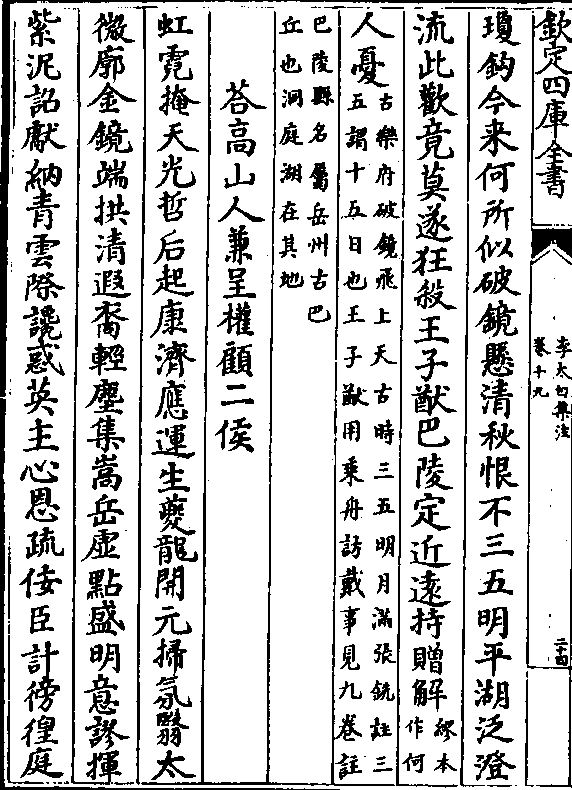 欽定四庫全書
李太白集注
卷十九
二十四
瓊鈎今来何所似破鏡懸清秋恨不三五明平湖泛澄
流此歡竟莫遂狂殺王子猷巴陵定近遠持贈解繆本作何
人憂古樂府破鏡飛上天古時三五明月滿張銑註三五謂十五日也王子猷用乘舟訪戴事見九卷註
巴陵縣名屬岳州古巴丘也洞庭湖在其地
荅高山人兼呈權顧二侯
虹霓掩天光哲后起康濟應運生夔龍開元掃氛翳太
微廓金鏡端拱清遐裔輕塵集嵩岳虛點盛明意謬揮
紫泥詔獻納青雲際讒惑英主心恩疏佞臣計徬徨庭